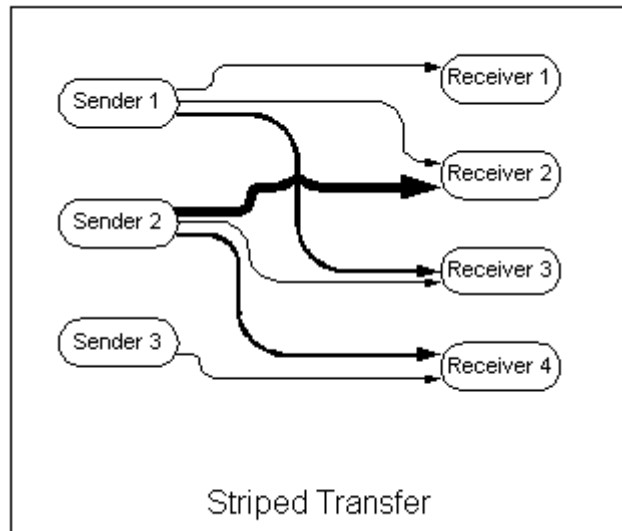 Sender 1
Receiver 1
Receiver 2
Sender 2
Receiver 3
Sender 3
Receiver 4
Striped Transfer